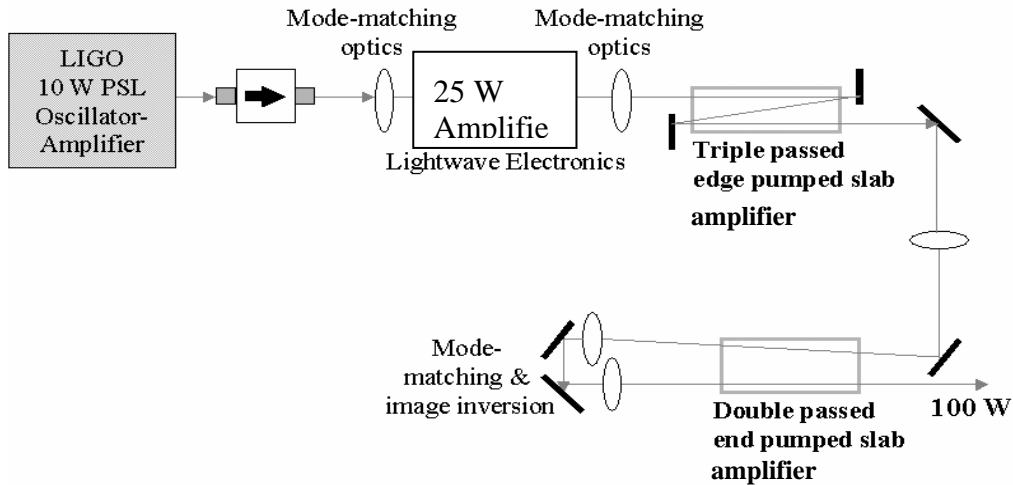 LIGO
10 W PSL
Oscillator-
Amplifier
Mode-matching
optics
25 W
Amplifie
Lightwave Electronics
Mode-matching
optics
Triple passed
edge pumped slab
amplifier
Mode-
matching &
image inversion
Double passed
end pumped slab
amplifier
100 W